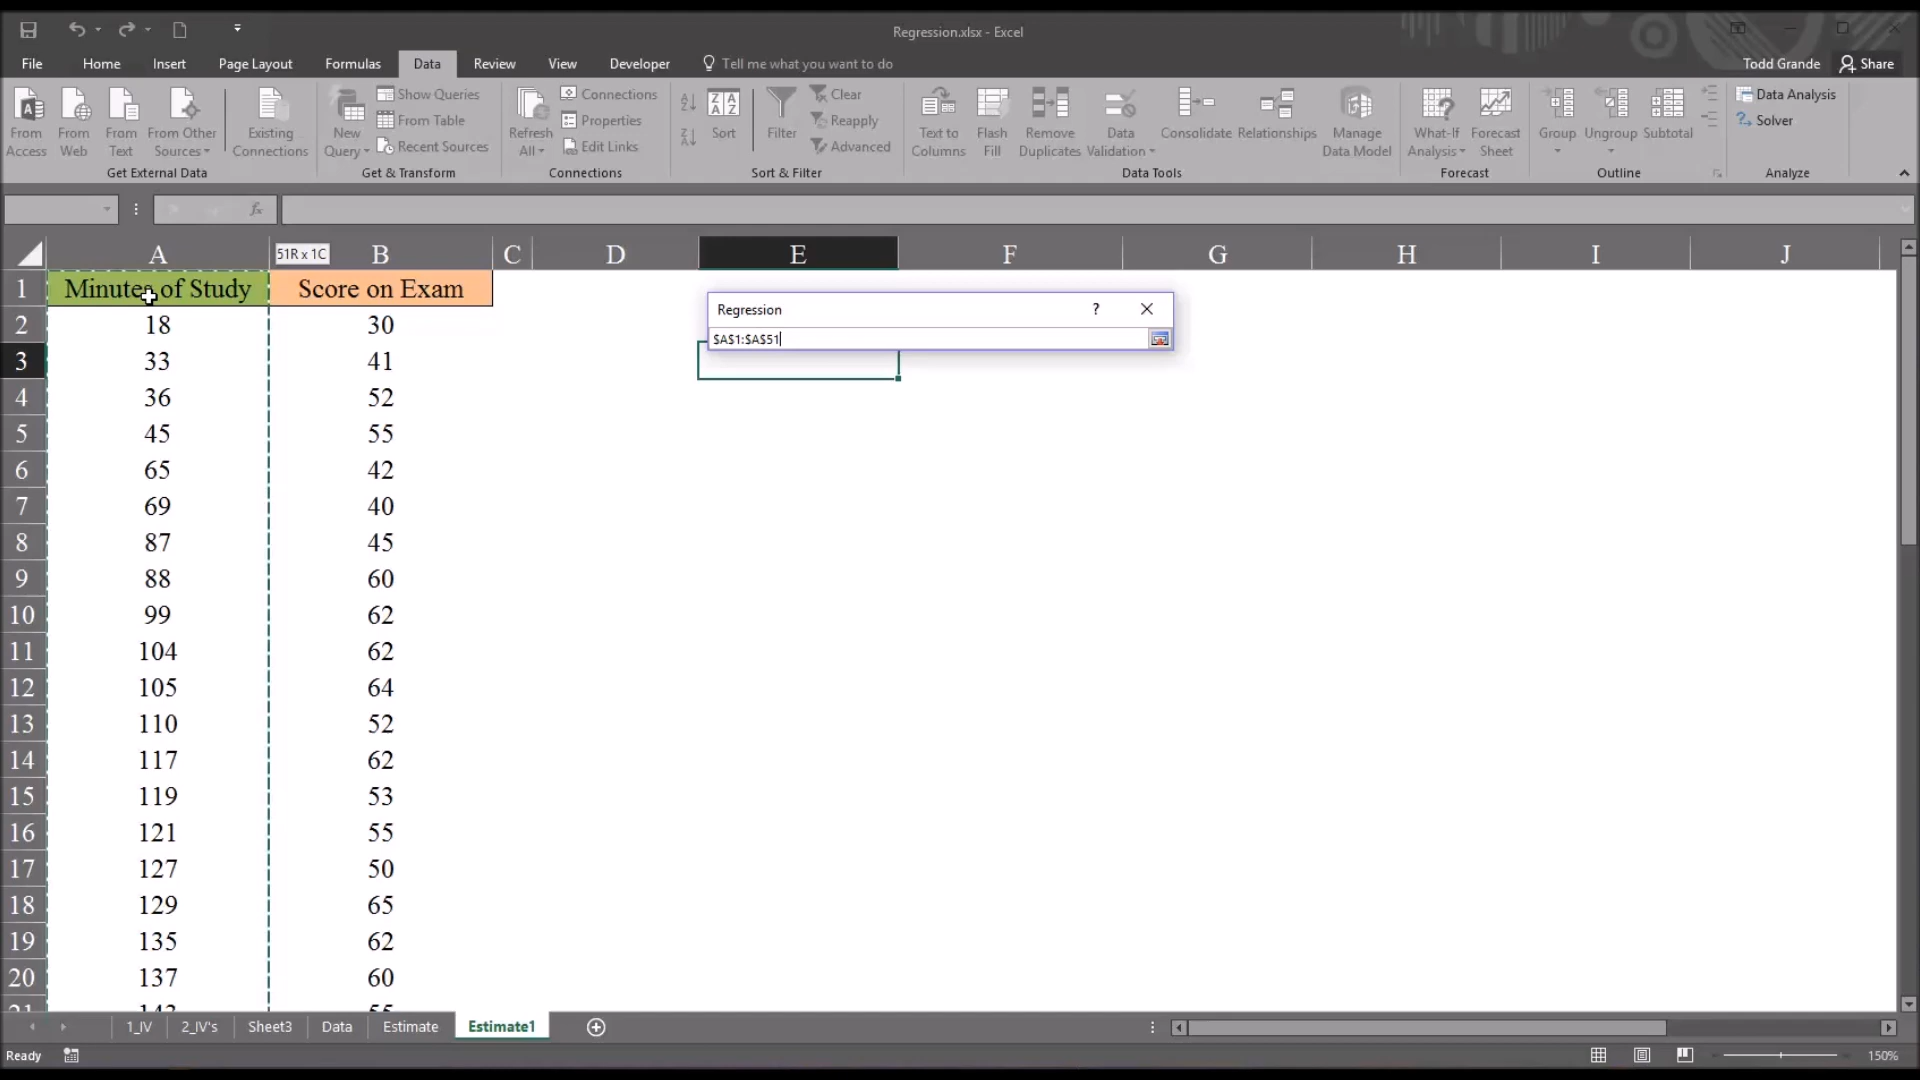 Regression.xlsx - Excel
File Home Insert Page Layout Formulas Data Review View Developer Tell me what you want to do Todd Grande Share
From Access
From Web
From Text
From Other Sources
Existing Connections
Get External Data
New Query
Show Queries
From Table
Recent Sources
Get & Transform
Refresh All
Connections
Properties
Edit Links
Connections
Sort
Filter
Clear
Reapply
Advanced
Sort & Filter
Text to Columns
Flash Fill
Remove Duplicates
Data Validation
Consolidate
Relationships
Manage Data Model
Data Tools
What-If Analysis
Forecast Sheet
Forecast
Group
Ungroup
Subtotal
Outline
Data Analysis
Solver
Analyze
fx
A 51R x 1C B C D E F G H I J
1 Minutes of Study Score on Exam
Regression ?
$A$1:$A$51
2 18 30
3 33 41
4 36 52
5 45 55
6 65 42
7 69 40
8 87 45
9 88 60
10 99 62
11 104 62
12 105 64
13 110 52
14 117 62
15 119 53
16 121 55
17 127 50
18 129 65
19 135 62
20 137 60
21 143 55
1_IV 2_IV's Sheet3 Data Estimate Estimate1
Ready 150%